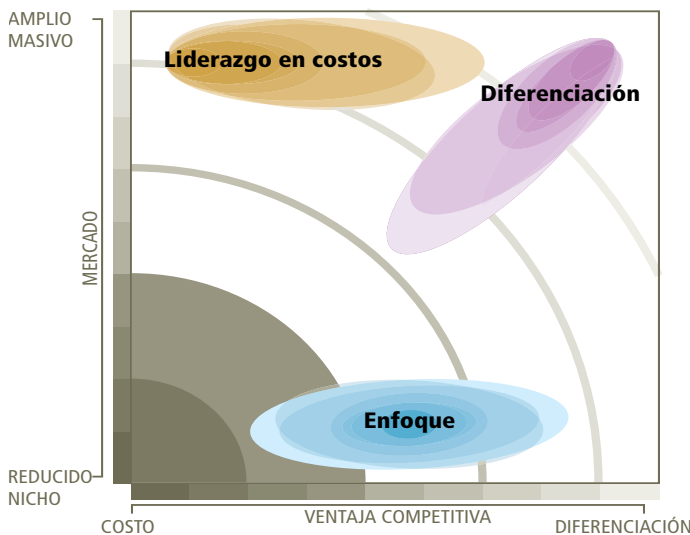 AMPLIO
MASIVO
Liderazgo en costos
Diferenciación
MERCADO
Enfoque
REDUCIDO
NICHO
COSTO
VENTAJA COMPETITIVA
DIFERENCIACIÓN